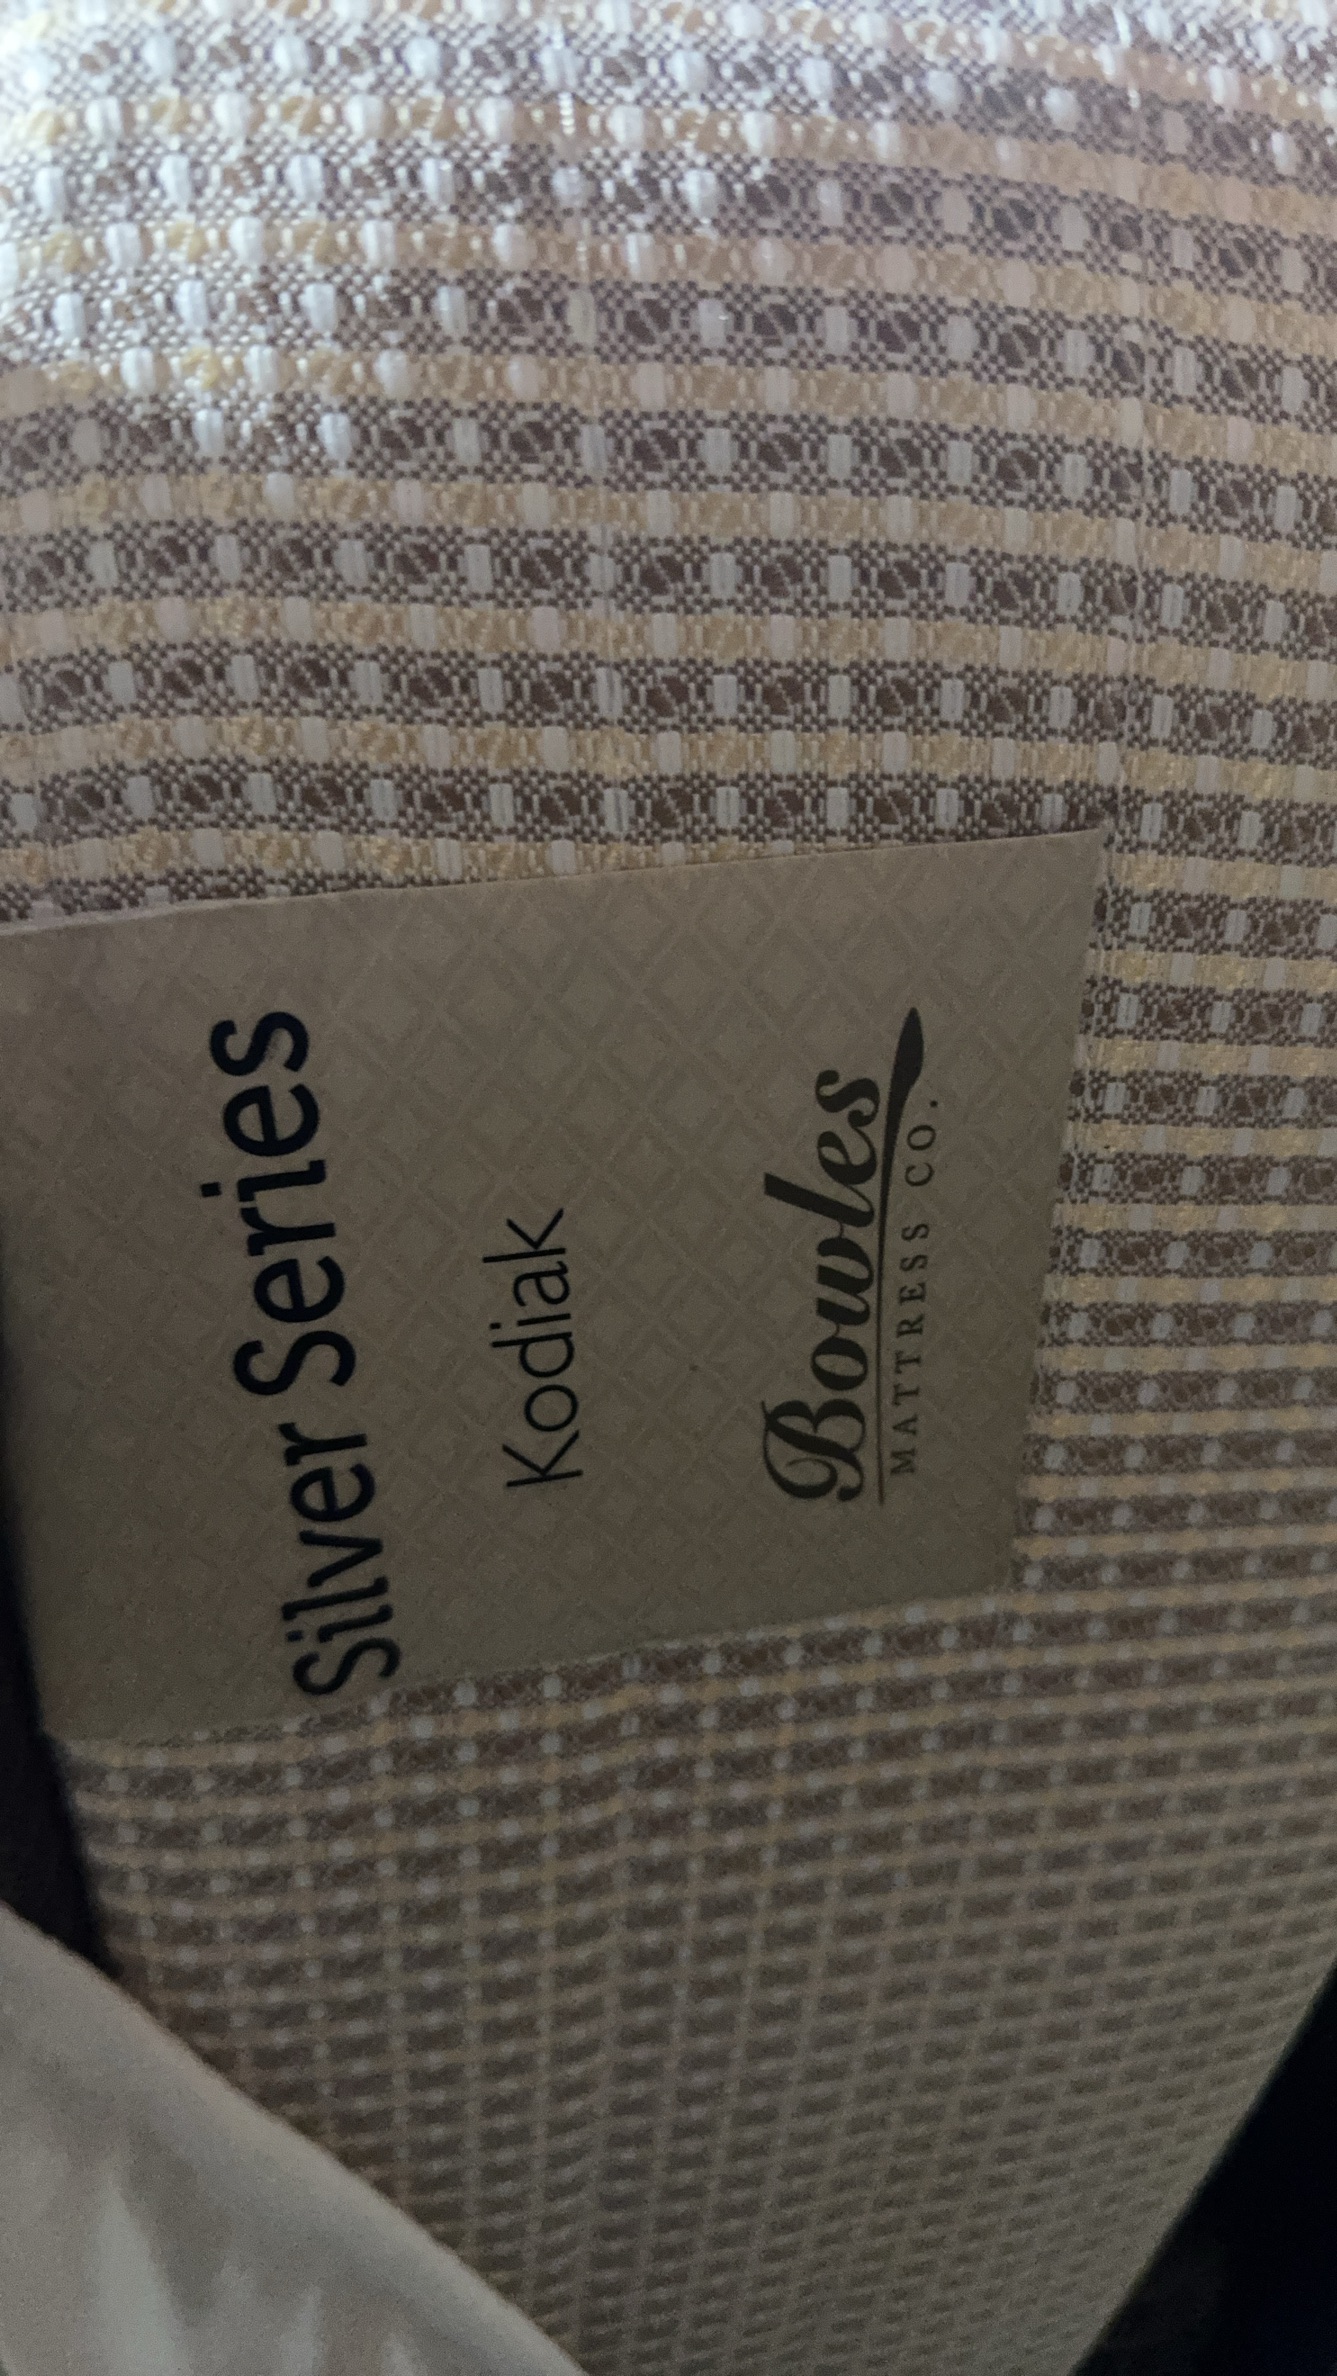 Silver Series
Kodiak
Bowles
MATTRESS CO.